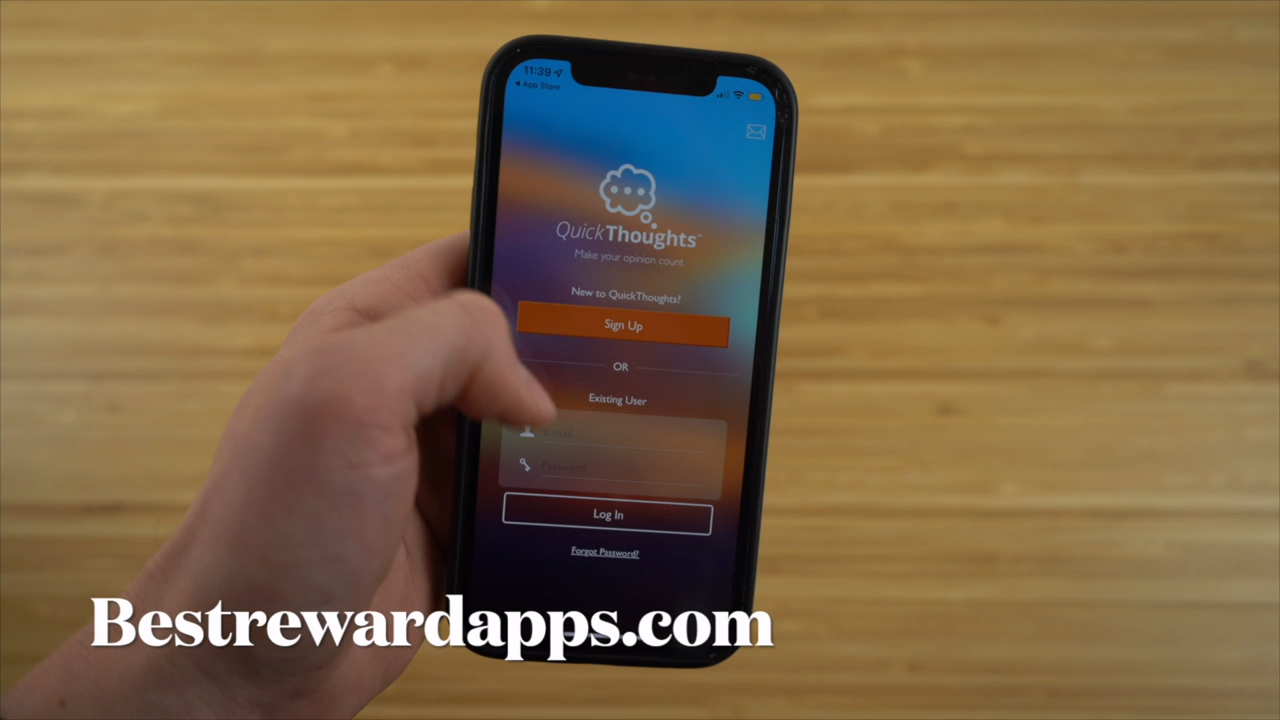 11:39
App Store
QuickThoughts™
Make your opinion count
New to QuickThoughts?
Sign Up
OR
Existing User
E-mail
Password
Log In
Forgot Password?
Bestrewardapps.com